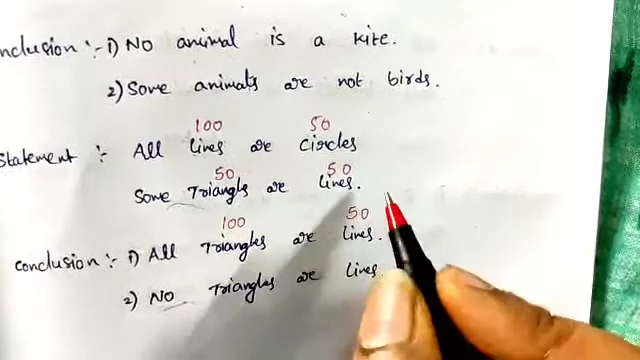 nclusion :- 1) No animal is a kite.
2) Some animals are not birds.
100 50
Statement :- All lines are circles
50 50
Some Triangls are lines.
100 50
conclusion :- 1) All Triangles are lines.
2) No Triangles are lines.